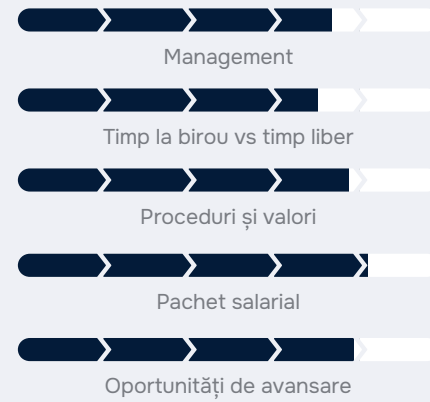 Management
Timp la birou vs timp liber
Proceduri și valori
Pachet salarial
Oportunități de avansare